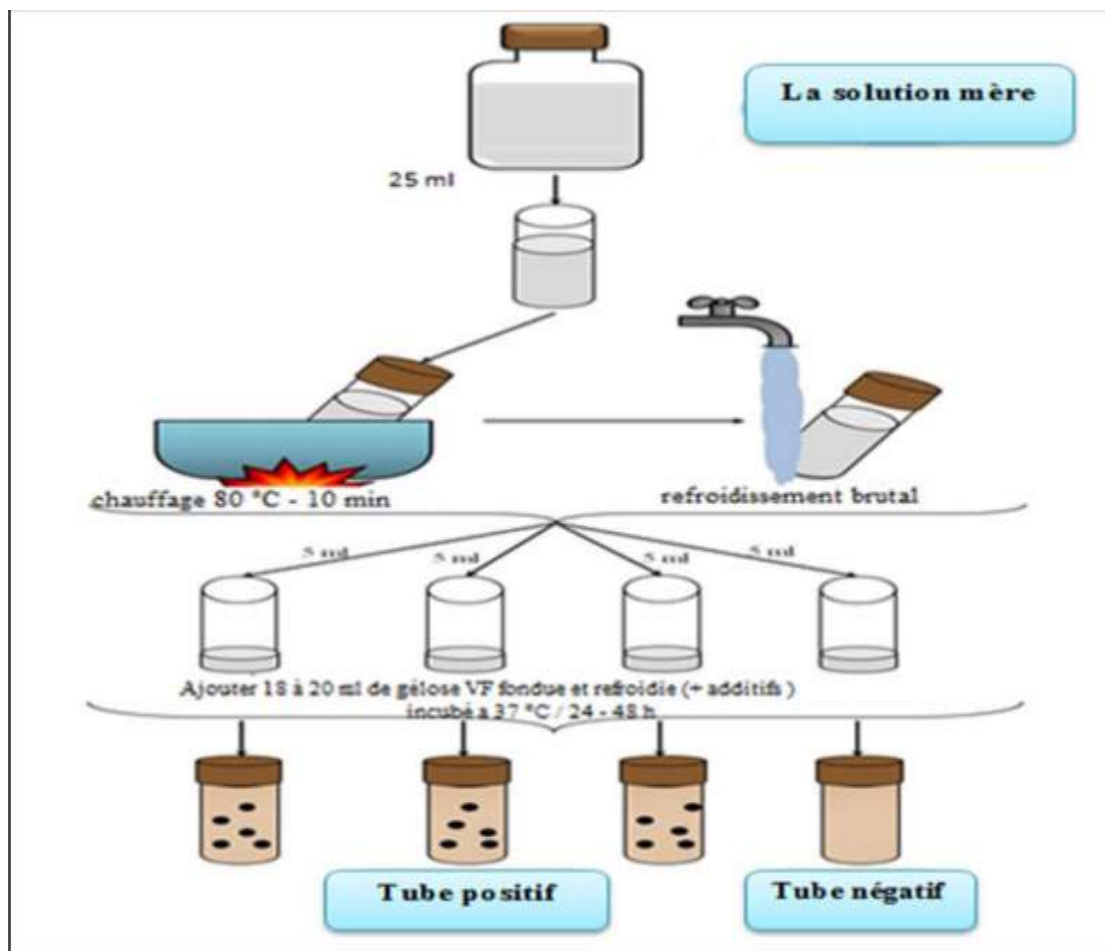 La solution mère
25 ml
chauffage 80 °C - 10 min
refroidissement brutal
5 ml
5 ml
5 ml
5 ml
Ajouter 18 à 20 ml de gélose VF fondue et refroidie (+ additifs )
incubé a 37 °C / 24 - 48 h
Tube positif
Tube négatif